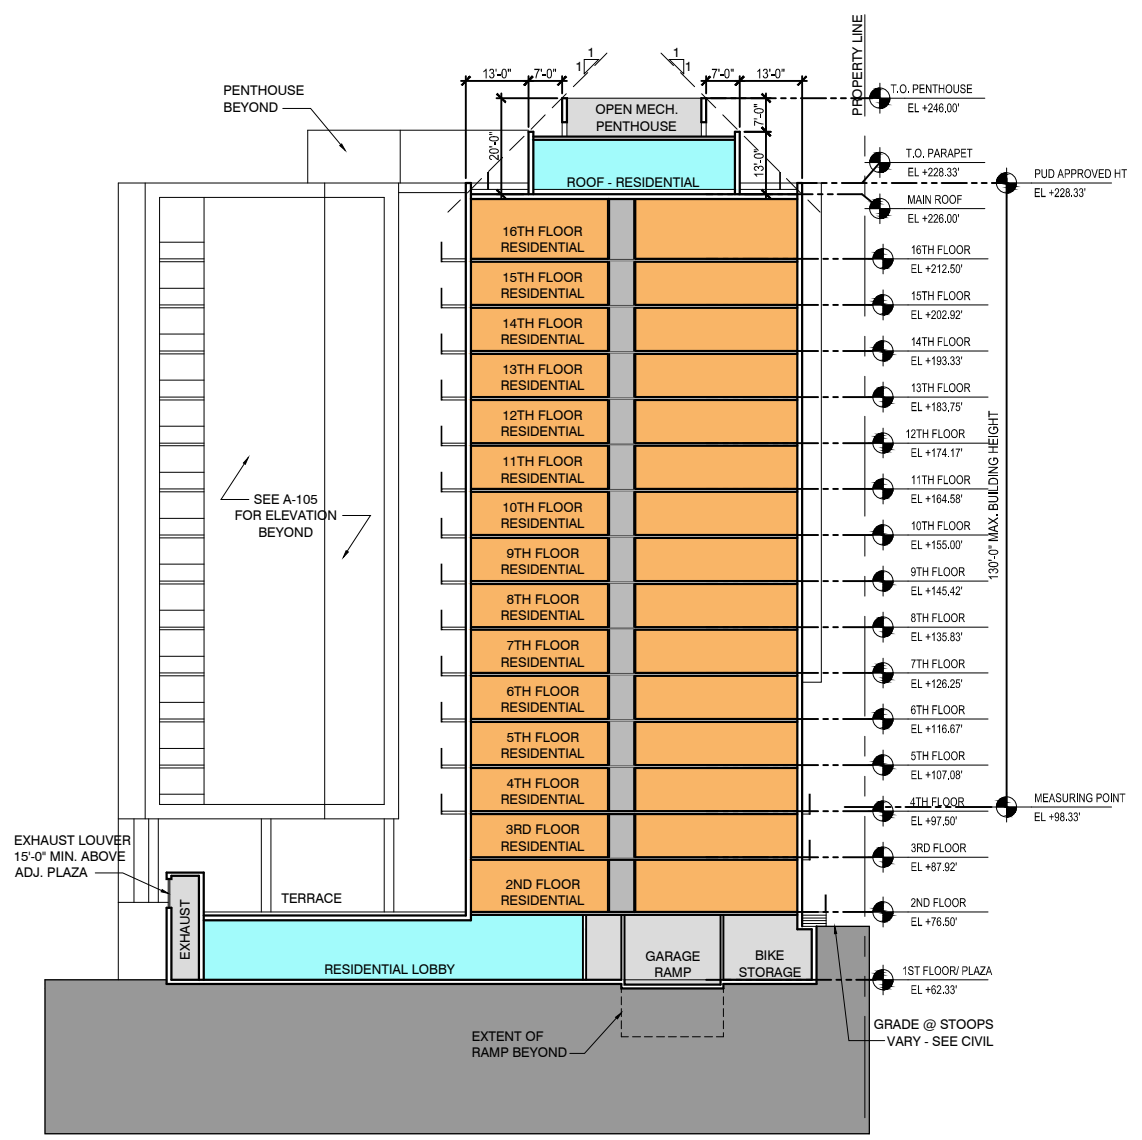 PROPERTY LINE
1
1
1
1
13'-0"
7'-0"
7'-0"
13'-0"
PENTHOUSE
BEYOND
OPEN MECH.
PENTHOUSE
20'-0"
7'-0"
13'-0"
T.O. PENTHOUSE
EL +246.00'
T.O. PARAPET
EL +228.33'
PUD APPROVED HT
EL +228.33'
ROOF - RESIDENTIAL
MAIN ROOF
EL +226.00'
16TH FLOOR
RESIDENTIAL
16TH FLOOR
EL +212.50'
15TH FLOOR
RESIDENTIAL
15TH FLOOR
EL +202.92'
14TH FLOOR
RESIDENTIAL
14TH FLOOR
EL +193.33'
13TH FLOOR
RESIDENTIAL
13TH FLOOR
EL +183.75'
12TH FLOOR
RESIDENTIAL
12TH FLOOR
EL +174.17'
11TH FLOOR
RESIDENTIAL
11TH FLOOR
EL +164.58'
130'-0" MAX. BUILDING HEIGHT
SEE A-105
FOR ELEVATION
BEYOND
10TH FLOOR
RESIDENTIAL
10TH FLOOR
EL +155.00'
9TH FLOOR
RESIDENTIAL
9TH FLOOR
EL +145.42'
8TH FLOOR
RESIDENTIAL
8TH FLOOR
EL +135.83'
7TH FLOOR
RESIDENTIAL
7TH FLOOR
EL +126.25'
6TH FLOOR
RESIDENTIAL
6TH FLOOR
EL +116.67'
5TH FLOOR
RESIDENTIAL
5TH FLOOR
EL +107.08'
4TH FLOOR
RESIDENTIAL
4TH FLOOR
EL +97.50'
MEASURING POINT
EL +98.33'
3RD FLOOR
RESIDENTIAL
3RD FLOOR
EL +87.92'
EXHAUST LOUVER
15'-0" MIN. ABOVE
ADJ. PLAZA
2ND FLOOR
RESIDENTIAL
2ND FLOOR
EL +76.50'
TERRACE
EXHAUST
RESIDENTIAL LOBBY
GARAGE
RAMP
BIKE
STORAGE
1ST FLOOR/ PLAZA
EL +62.33'
EXTENT OF
RAMP BEYOND
GRADE @ STOOPS
VARY - SEE CIVIL